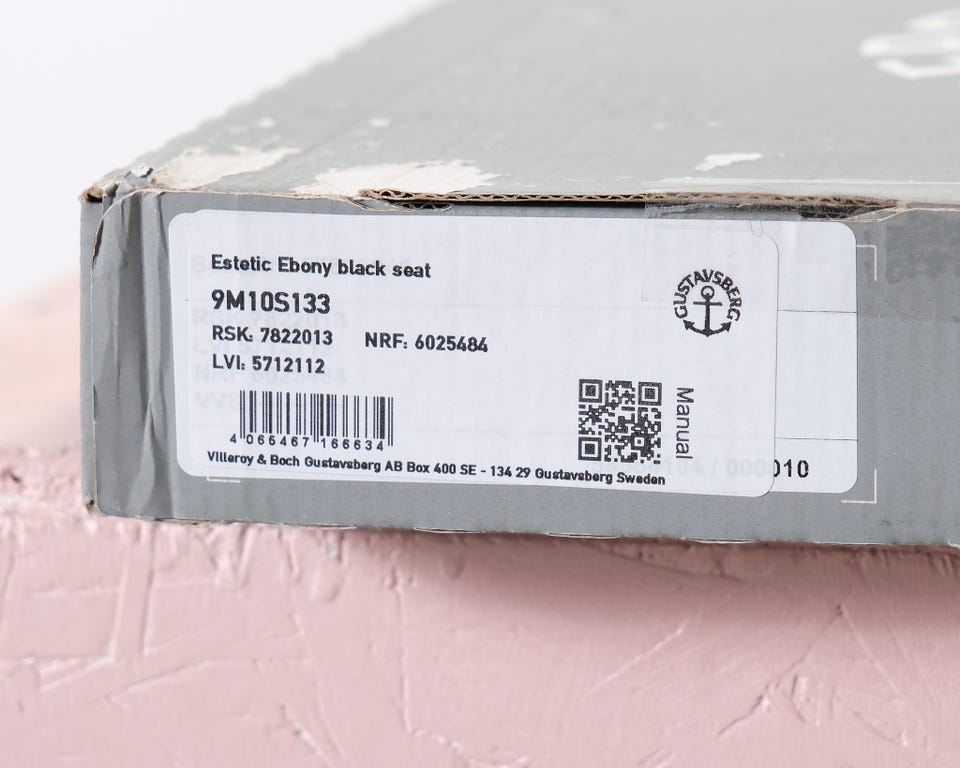 Estetic Ebony black seat
9M10S133
RSK: 7822013 NRF: 6025484
LVI: 5712112
GUSTAVSBERG
Manual
4 066467 166634
Villeroy & Boch Gustavsberg AB Box 400 SE - 134 29 Gustavsberg Sweden
010